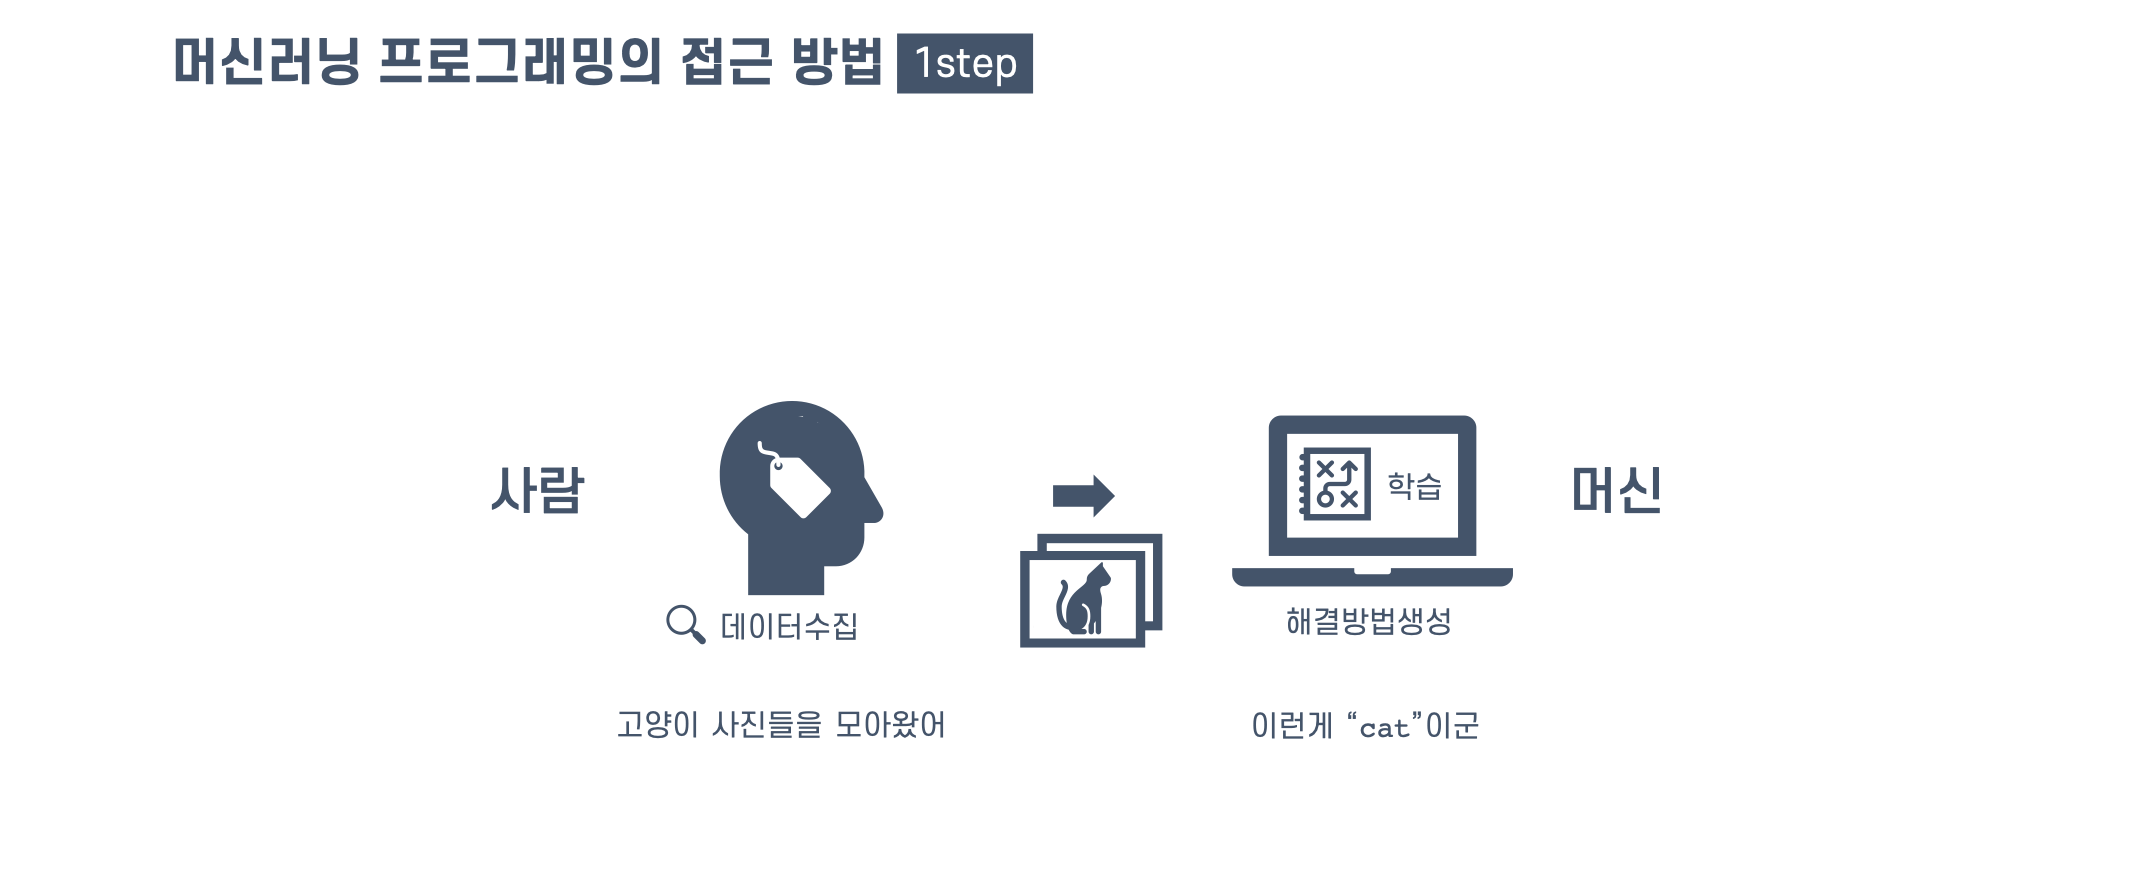 머신러닝 프로그래밍의 접근 방법 1step
사람
학습
머신
데이터수집
해결방법생성
고양이 사진들을 모아왔어
이런게 “cat”이군